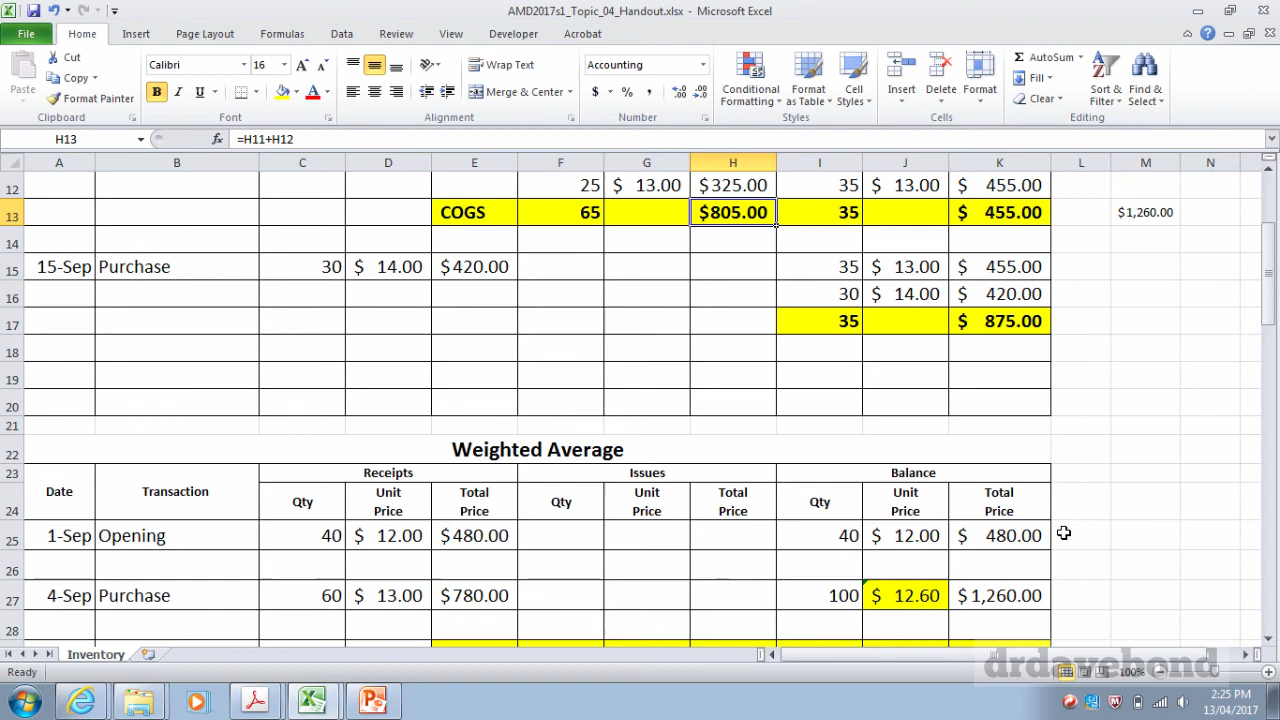 AMD2017s1_Topic_04_Handout.xlsx - Microsoft Excel
File Home Insert Page Layout Formulas Data Review View Developer Acrobat
Paste
Cut
Copy
Format Painter
Clipboard
Calibri 16
B I U
Font
Wrap Text
Merge & Center
Alignment
Accounting
$ % ,
Number
Conditional Formatting
Format as Table
Cell Styles
Styles
Insert
Delete
Format
Cells
Σ AutoSum
Fill
Clear
Sort & Filter
Find & Select
Editing
H13 fx =H11+H12
A B C D E F G H I J K L M N
12 25 $ 13.00 $325.00 35 $ 13.00 $ 455.00
13 COGS 65 $805.00 35 $ 455.00 $1,260.00
14
15 15-Sep Purchase 30 $ 14.00 $420.00 35 $ 13.00 $ 455.00
16 30 $ 14.00 $ 420.00
17 35 $ 875.00
18
19
20
21
22 Weighted Average
23 Receipts Issues Balance
24 Date Transaction Qty Unit Price Total Price Qty Unit Price Total Price Qty Unit Price Total Price
25 1-Sep Opening 40 $ 12.00 $480.00 40 $ 12.00 $ 480.00
26
27 4-Sep Purchase 60 $ 13.00 $780.00 100 $ 12.60 $1,260.00
28
Inventory
drdavebond
Ready 100%
2:25 PM
13/04/2017